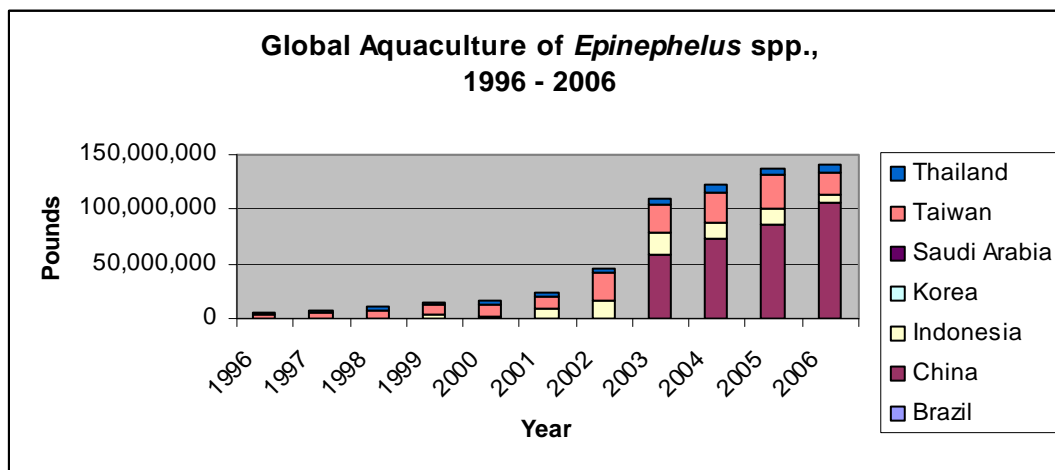 Global Aquaculture of Epinephelus spp.,
1996 - 2006
150,000,000
100,000,000
50,000,000
0
Pounds
1996
1997
1998
1999
2000
2001
2002
2003
2004
2005
2006
Year
Thailand
Taiwan
Saudi Arabia
Korea
Indonesia
China
Brazil